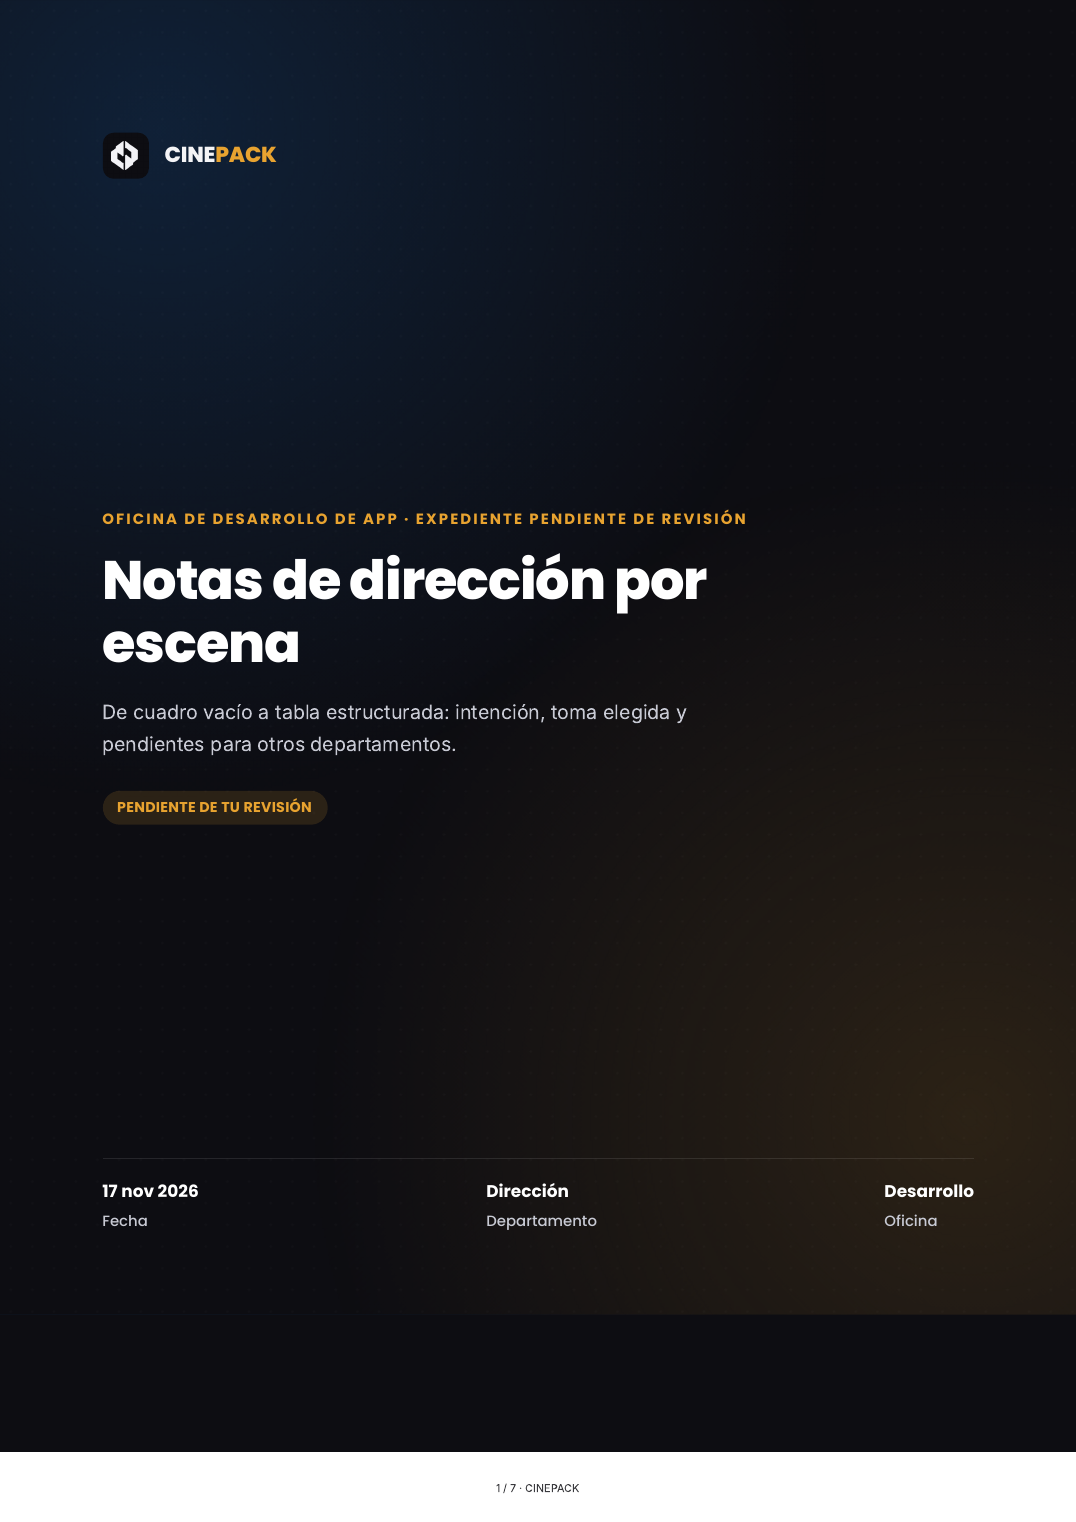 CINEPACK
OFICINA DE DESARROLLO DE APP · EXPEDIENTE PENDIENTE DE REVISIÓN
Notas de dirección por
escena
De cuadro vacío a tabla estructurada: intención, toma elegida y
pendientes para otros departamentos.
PENDIENTE DE TU REVISIÓN
17 nov 2026
Fecha
Dirección
Departamento
Desarrollo
Oficina
1 / 7 · CINEPACK